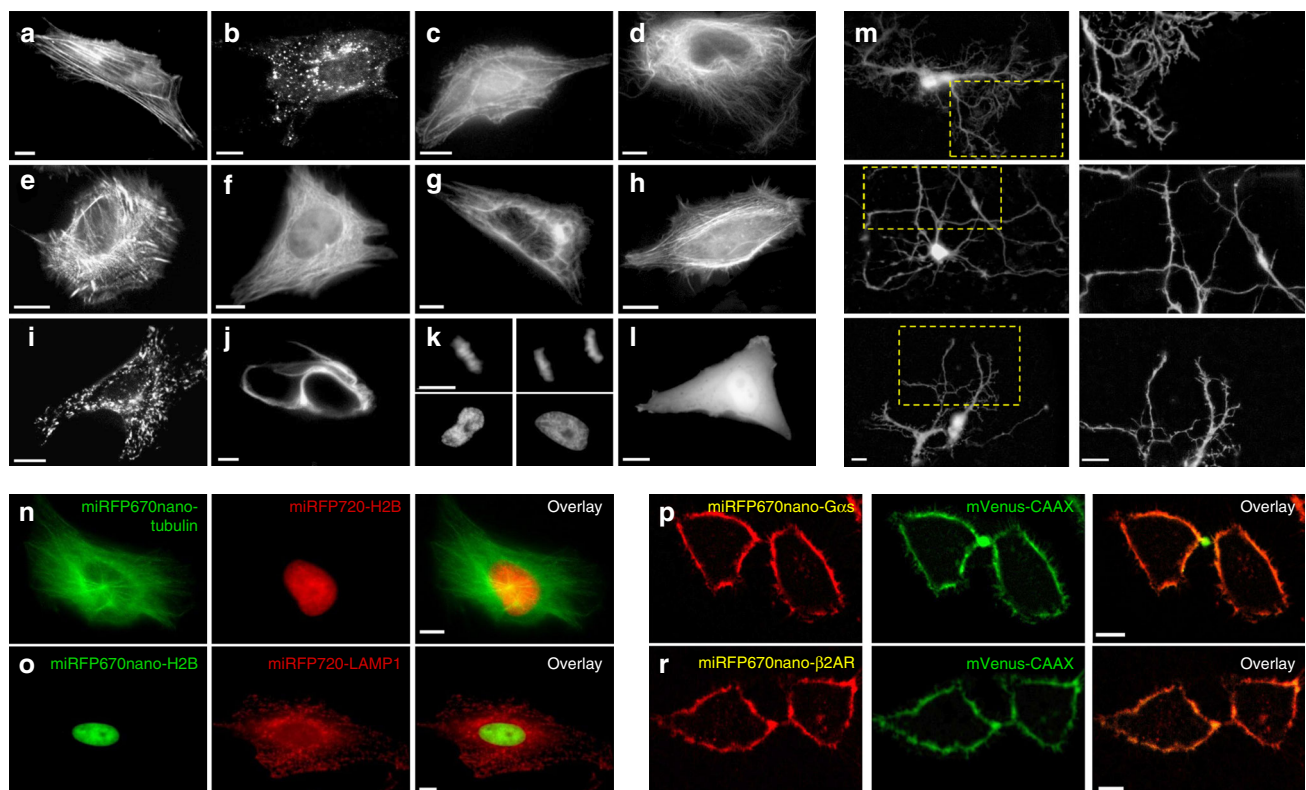 a
b
c
d
m
e
f
g
h
i
j
k
l
n
miRFP670nano-
tubulin
miRFP720-H2B
Overlay
p
miRFP670nano-Gαs
mVenus-CAAX
Overlay
o
miRFP670nano-H2B
miRFP720-LAMP1
Overlay
r
miRFP670nano-β2AR
mVenus-CAAX
Overlay